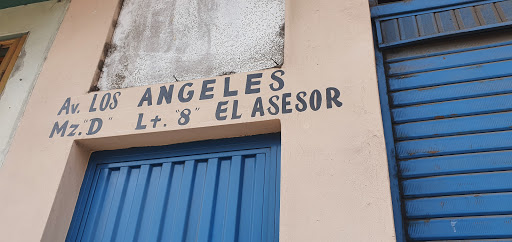 Av. LOS ANGELES
Mz."D" Lt. "8" EL ASESOR